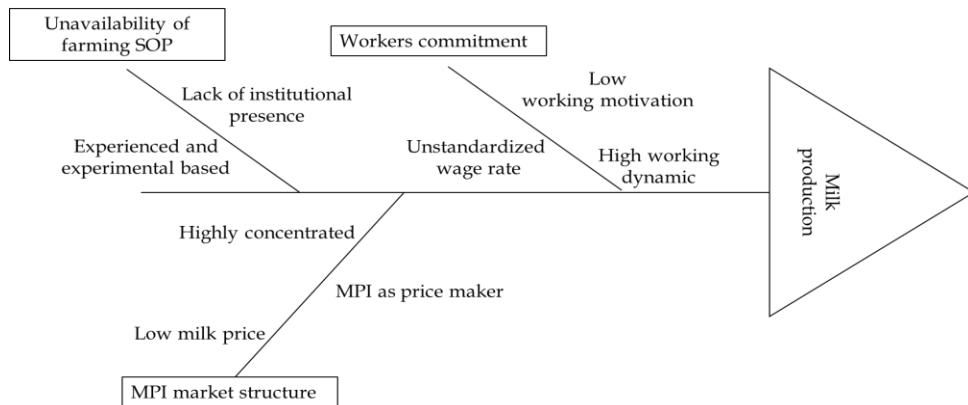 Unavailability of
farming SOP
Workers commitment
Lack of institutional
presence
Low
working motivation
Experienced and
experimental based
Unstandardized
wage rate
High working
dynamic
Milk
production
Highly concentrated
MPI as price maker
Low milk price
MPI market structure